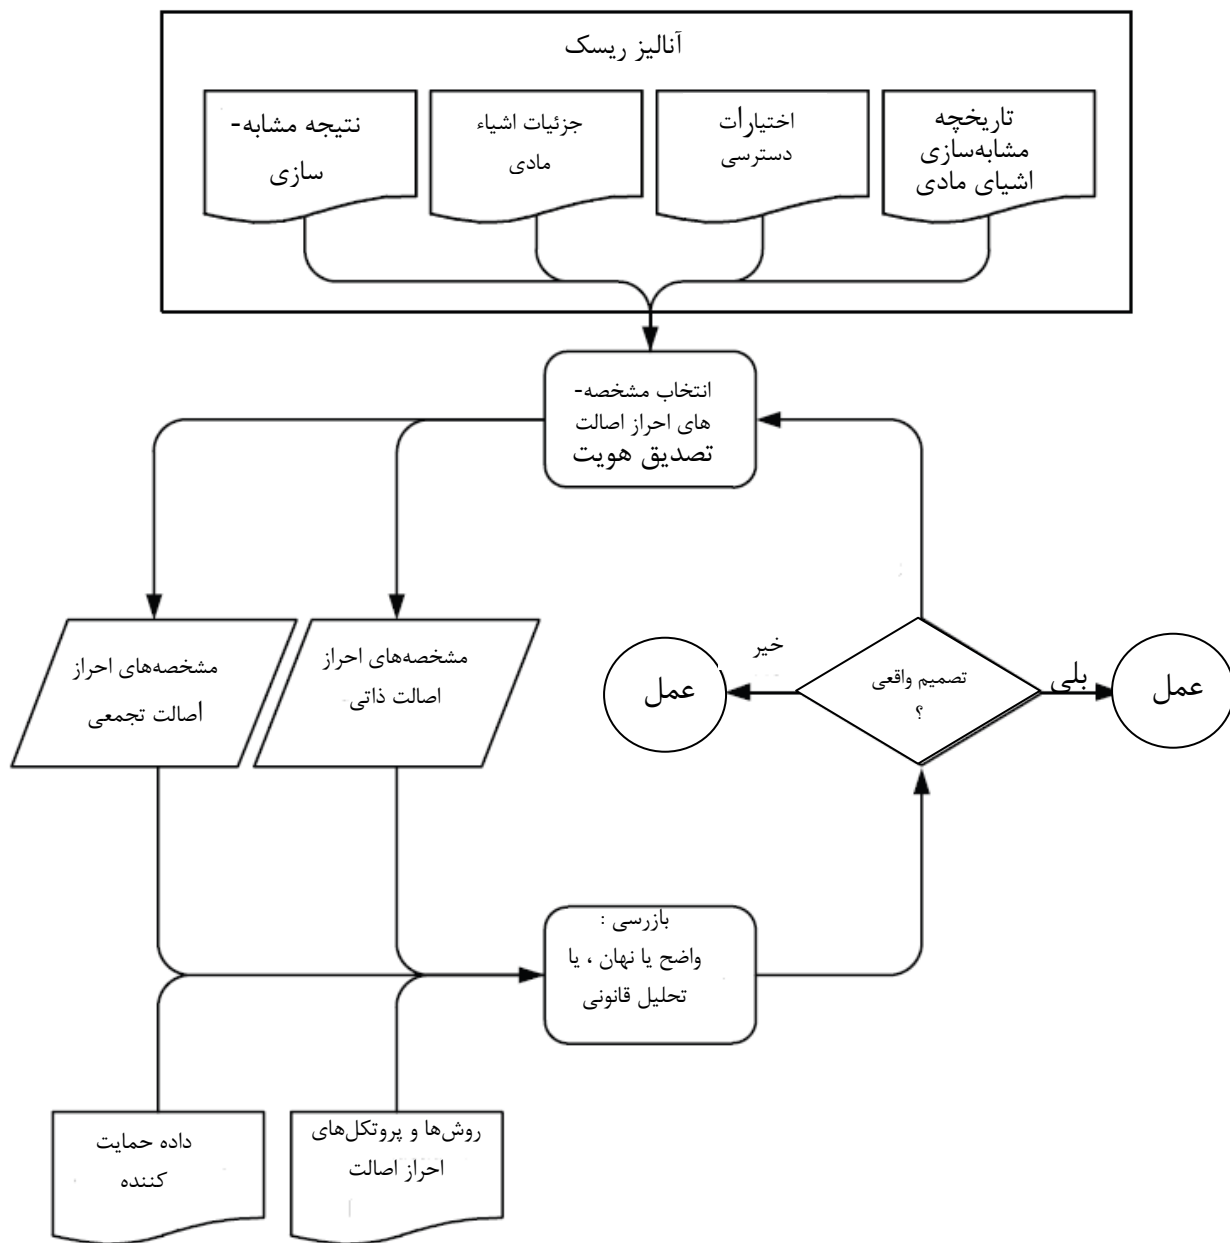 آنالیز ریسک
تاریخچه
مشابه‌سازی
اشیای مادی
اختیارات
دسترسی
جزئیات اشیاء
مادی
نتیجه مشابه-
سازی
انتخاب مشخصه-
های احراز اصالت
تصدیق هویت
مشخصه‌های احراز
اصالت ذاتی
مشخصه‌های احراز
اصالت تجمعی
عمل
بلی
تصمیم واقعی
؟
خیر
عمل
بازرسی :
واضح یا نهان ، یا
تحلیل قانونی
روش‌ها و پروتکل‌های
احراز اصالت
داده حمایت
کننده